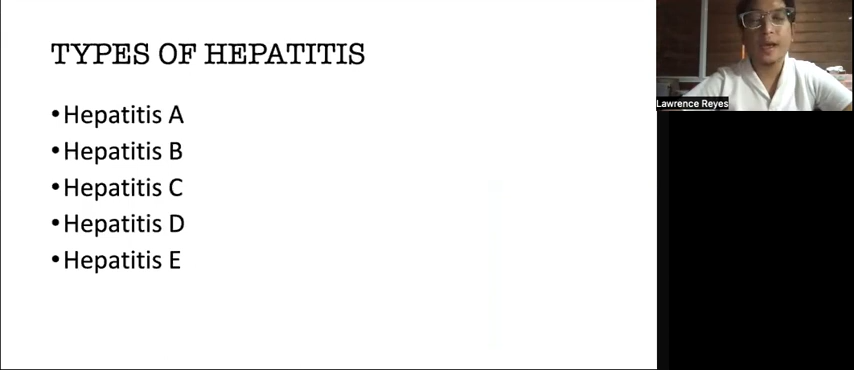 TYPES OF HEPATITIS
•Hepatitis A
•Hepatitis B
•Hepatitis C
•Hepatitis D
•Hepatitis E
Lawrence Reyes